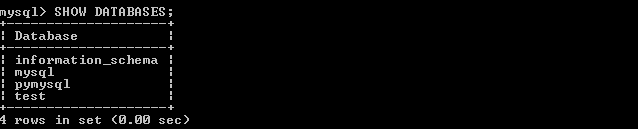 mysql> SHOW DATABASES;
+--------------------+
| Database           |
+--------------------+
| information_schema |
| mysql              |
| pymysql            |
| test               |
+--------------------+
4 rows in set (0.00 sec)